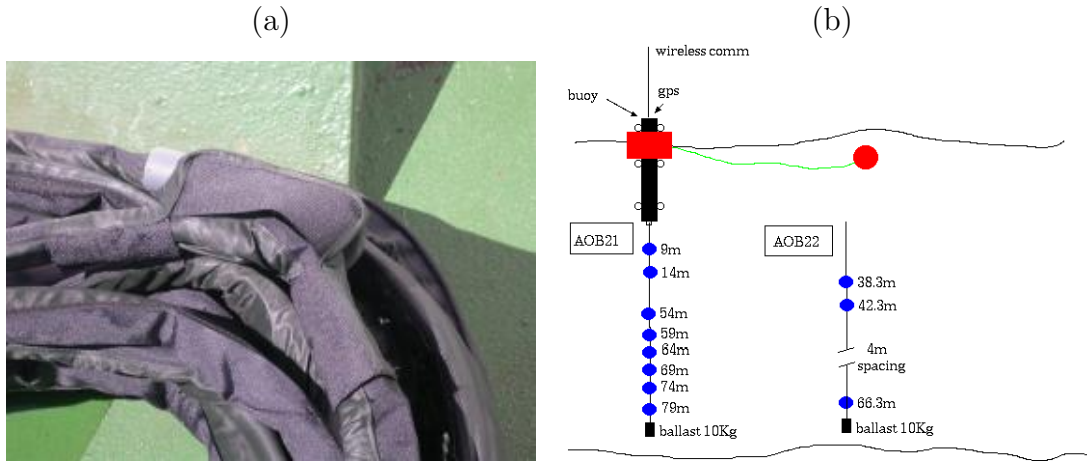 (a)
(b)
wireless comm
gps
buoy
AOB21
AOB22
9m
14m
38.3m
42.3m
54m
59m
64m
69m
74m
79m
4m
spacing
66.3m
ballast 10Kg
ballast 10Kg